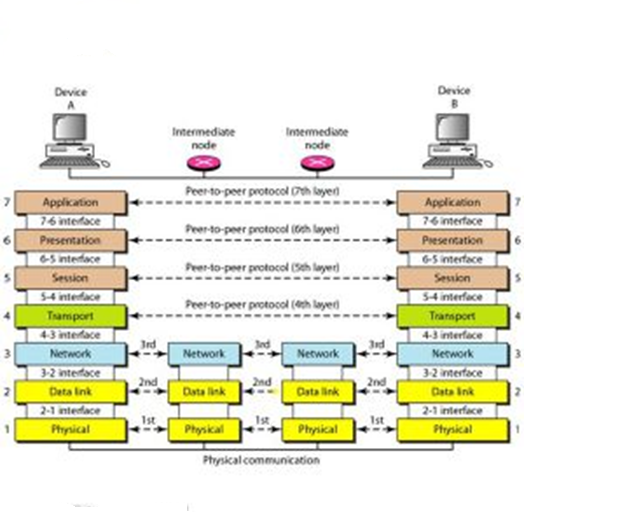 Device
A
Device
B
Intermediate
node
Intermediate
node
Peer-to-peer protocol (7th layer)
7 Application Application 7
7-6 interface 7-6 interface
Peer-to-peer protocol (6th layer)
6 Presentation Presentation 6
6-5 interface 6-5 interface
Peer-to-peer protocol (5th layer)
5 Session Session 5
5-4 interface 5-4 interface
Peer-to-peer protocol (4th layer)
4 Transport Transport 4
4-3 interface 4-3 interface
3rd 3rd 3rd
3 Network Network Network Network 3
3-2 interface 3-2 interface
2nd 2nd 2nd
2 Data link Data link Data link Data link 2
2-1 interface 2-1 interface
1st 1st 1st
1 Physical Physical Physical Physical 1
Physical communication